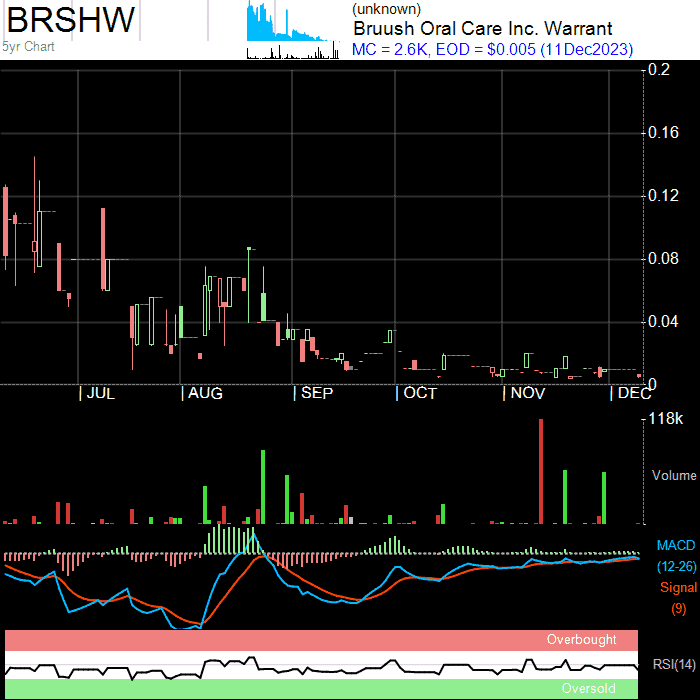 BRSHW
5yr Chart
(unknown)
Bruush Oral Care Inc. Warrant
MC = 2.6K, EOD = $0.005 (11Dec2023)
0.2
0.16
0.12
0.08
0.04
0
JUL AUG SEP OCT NOV DEC
118k
Volume
MACD
(12-26)
Signal
(9)
Overbought
RSI(14)
Oversold